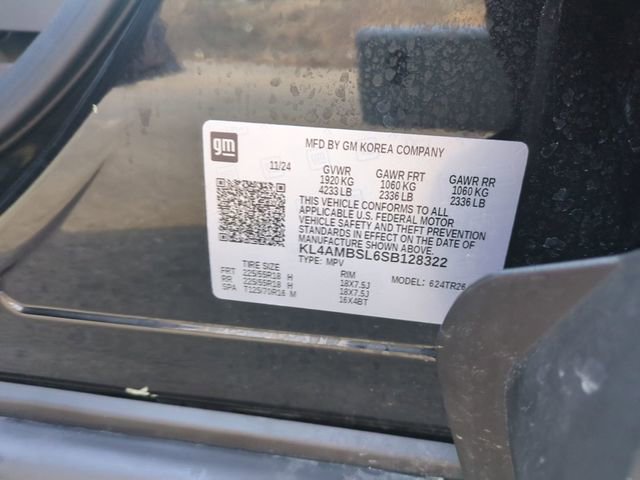 gm
MFD BY GM KOREA COMPANY
11/24 GVWR GAWR FRT GAWR RR
1920 KG 1060 KG 1060 KG
4233 LB 2336 LB 2336 LB
THIS VEHICLE CONFORMS TO ALL
APPLICABLE U.S. FEDERAL MOTOR
VEHICLE SAFETY AND THEFT PREVENTION
STANDARDS IN EFFECT ON THE DATE OF
MANUFACTURE SHOWN ABOVE
KL4AMBSL6SB128322
TYPE: MPV MODEL: 624TR26
TIRE SIZE RIM
FRT 225/55R18 H 18X7.5J
RR 225/55R18 H 18X7.5J
SPA T125/70R16 M 16X4BT